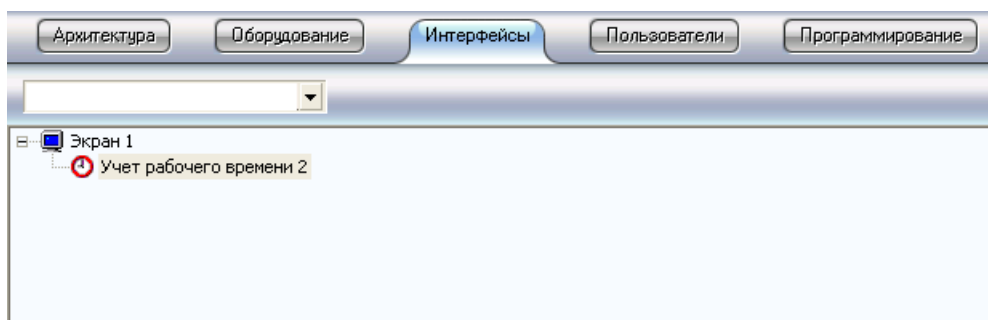 Архитектура Оборудование Интерфейсы Пользователи Программирование
Экран 1
Учет рабочего времени 2